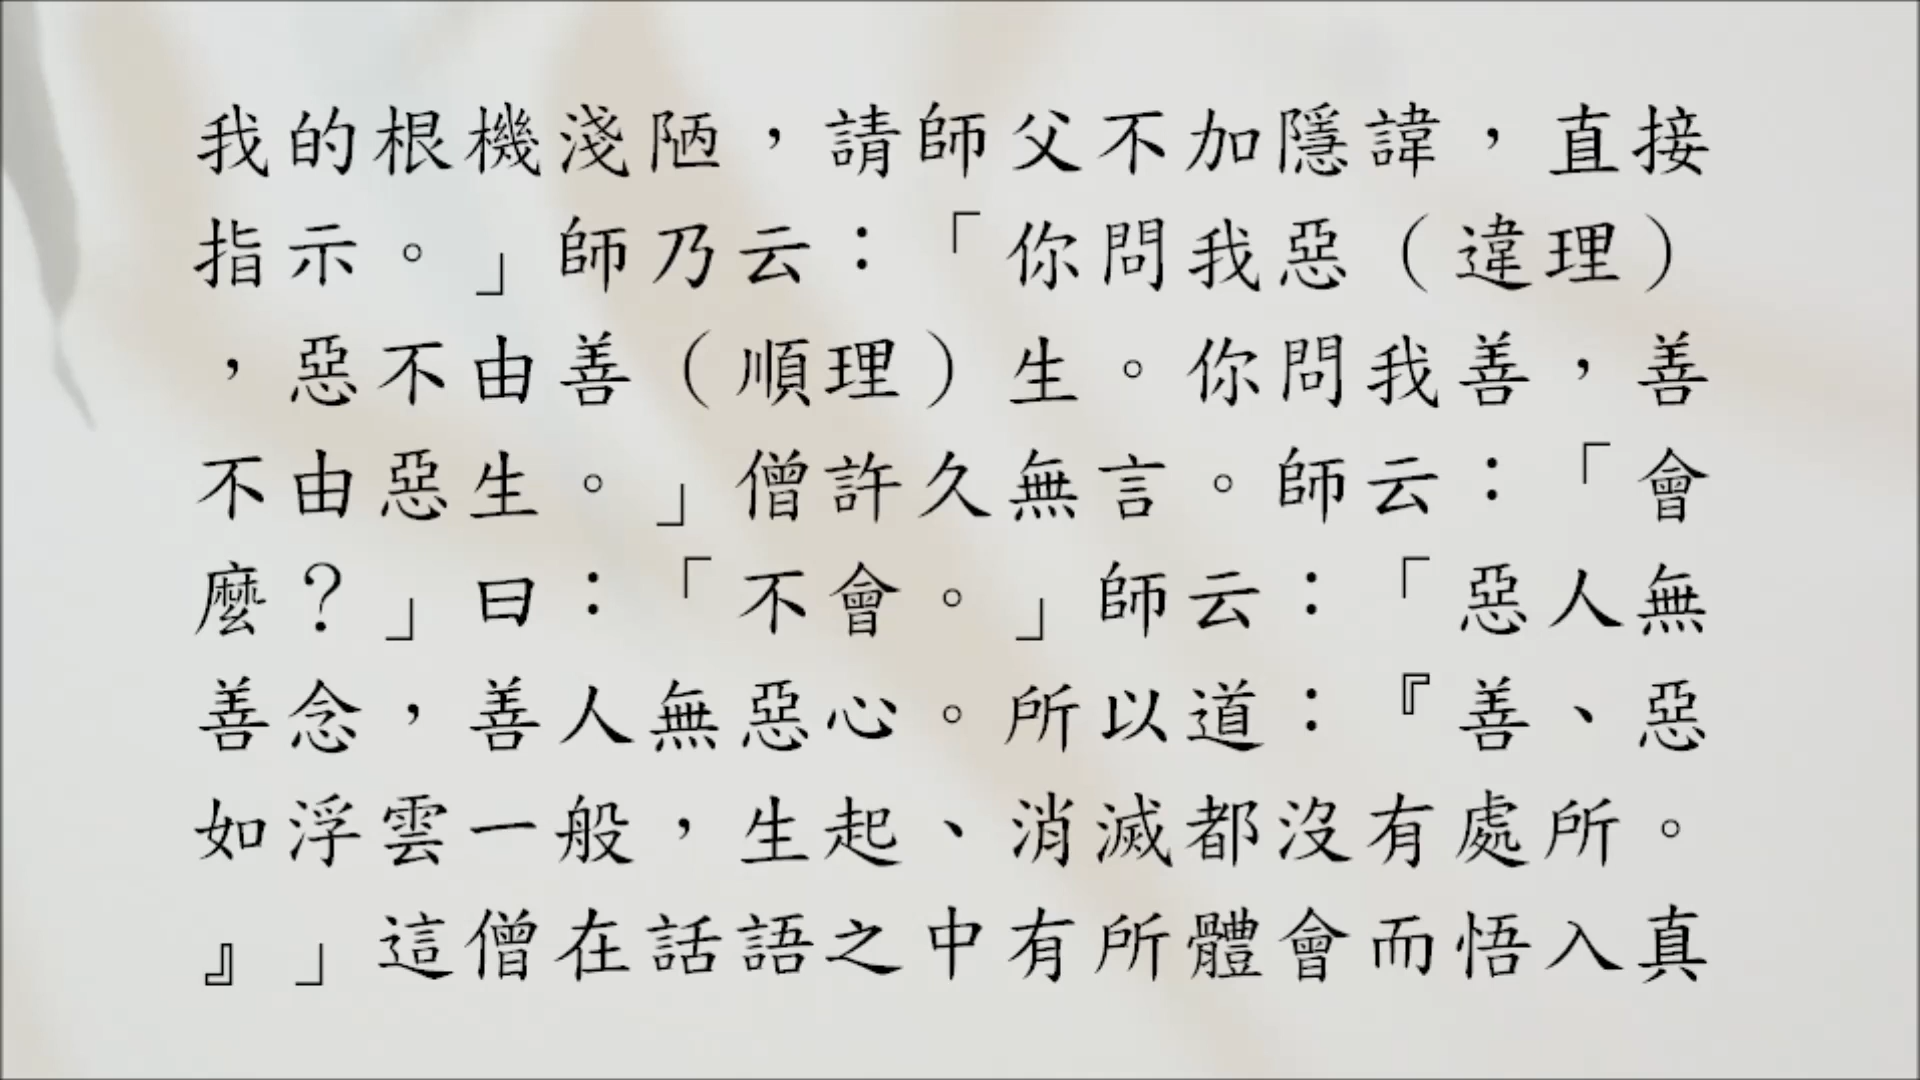 我的根機淺陋，請師父不加隱諱，直接
指示。」師乃云：「你問我惡（違理）
，惡不由善（順理）生。你問我善，善
不由惡生。」僧許久無言。師云：「會
麼？」曰：「不會。」師云：「惡人無
善念，善人無惡心。所以道：『善、惡
如浮雲一般，生起、消滅都沒有處所。
』」這僧在話語之中有所體會而悟入真